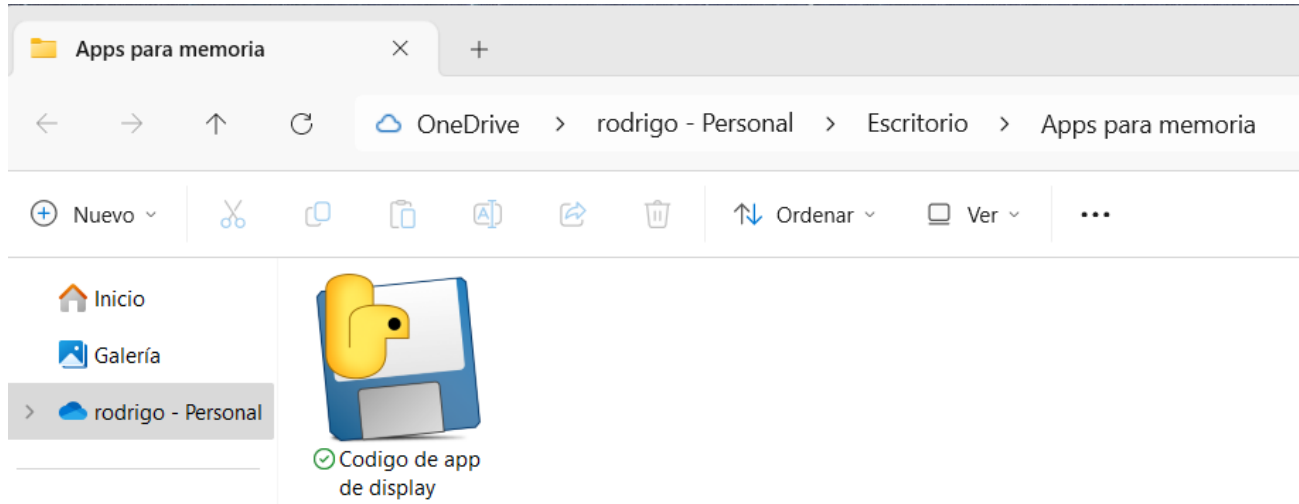 Apps para memoria
OneDrive > rodrigo - Personal > Escritorio > Apps para memoria
Nuevo Ordenar Ver
Inicio
Galería
rodrigo - Personal
Codigo de app
de display